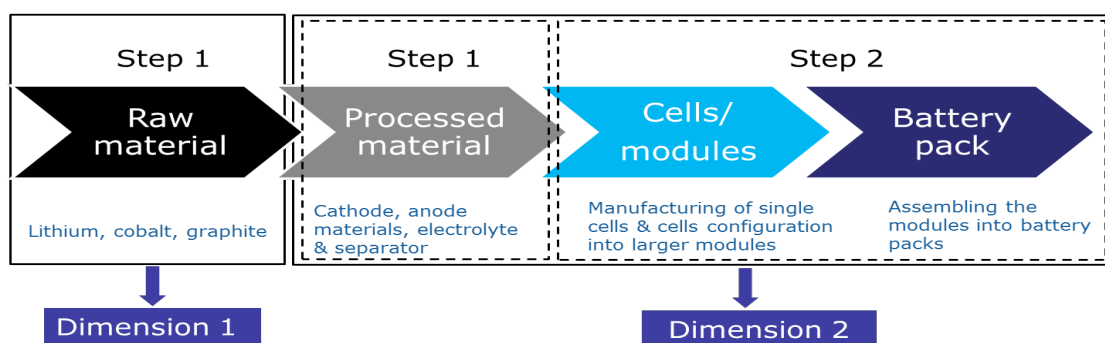 Step 1
Step 1
Step 2
Raw
material
Processed
material
Cells/
modules
Battery
pack
Lithium, cobalt, graphite
Cathode, anode
materials, electrolyte
& separator
Manufacturing of single
cells & cells configuration
into larger modules
Assembling the
modules into battery
packs
Dimension 1
Dimension 2